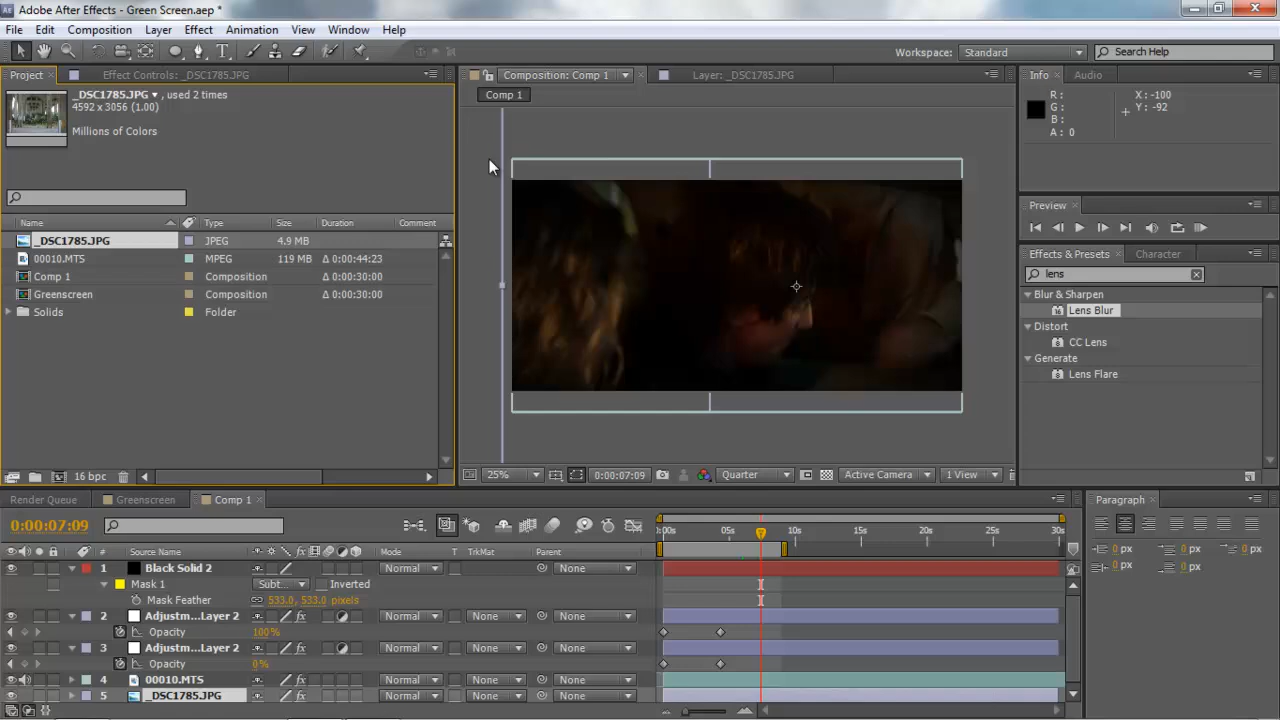 Adobe After Effects - Green Screen.aep *
File Edit Composition Layer Effect Animation View Window Help
Workspace: Standard Search Help
Project Effect Controls: _DSC1785.JPG Composition: Comp 1 Layer: _DSC1785.JPG Info Audio
_DSC1785.JPG, used 2 times
4592 x 3056 (1.00)
Millions of Colors
Comp 1
R: X: -100
G: Y: -92
B:
A: 0
Preview
Effects & Presets Character
lens
Blur & Sharpen
Lens Blur
Distort
CC Lens
Generate
Lens Flare
Name Type Size Duration Comment
_DSC1785.JPG JPEG 4.9 MB
00010.MTS MPEG 119 MB Δ 0:00:44:23
Comp 1 Composition Δ 0:00:30:00
Greenscreen Composition Δ 0:00:30:00
Solids Folder
16 bpc
25% 0:00:07:09 Quarter Active Camera 1 View
Render Queue Greenscreen Comp 1
Paragraph
0:00:07:09
:00s 05s 10s 15s 20s 25s 30s
# Source Name Mode T TrkMat Parent
1 Black Solid 2 Normal None
Mask 1 Subt... Inverted
Mask Feather 533.0, 533.0 pixels
2 Adjustm...Layer 2 Normal None None
Opacity 100%
3 Adjustm...Layer 2 Normal None None
Opacity 0%
4 00010.MTS Normal None None
5 _DSC1785.JPG Normal None None
0 px 0 px 0 px
0 px 0 px